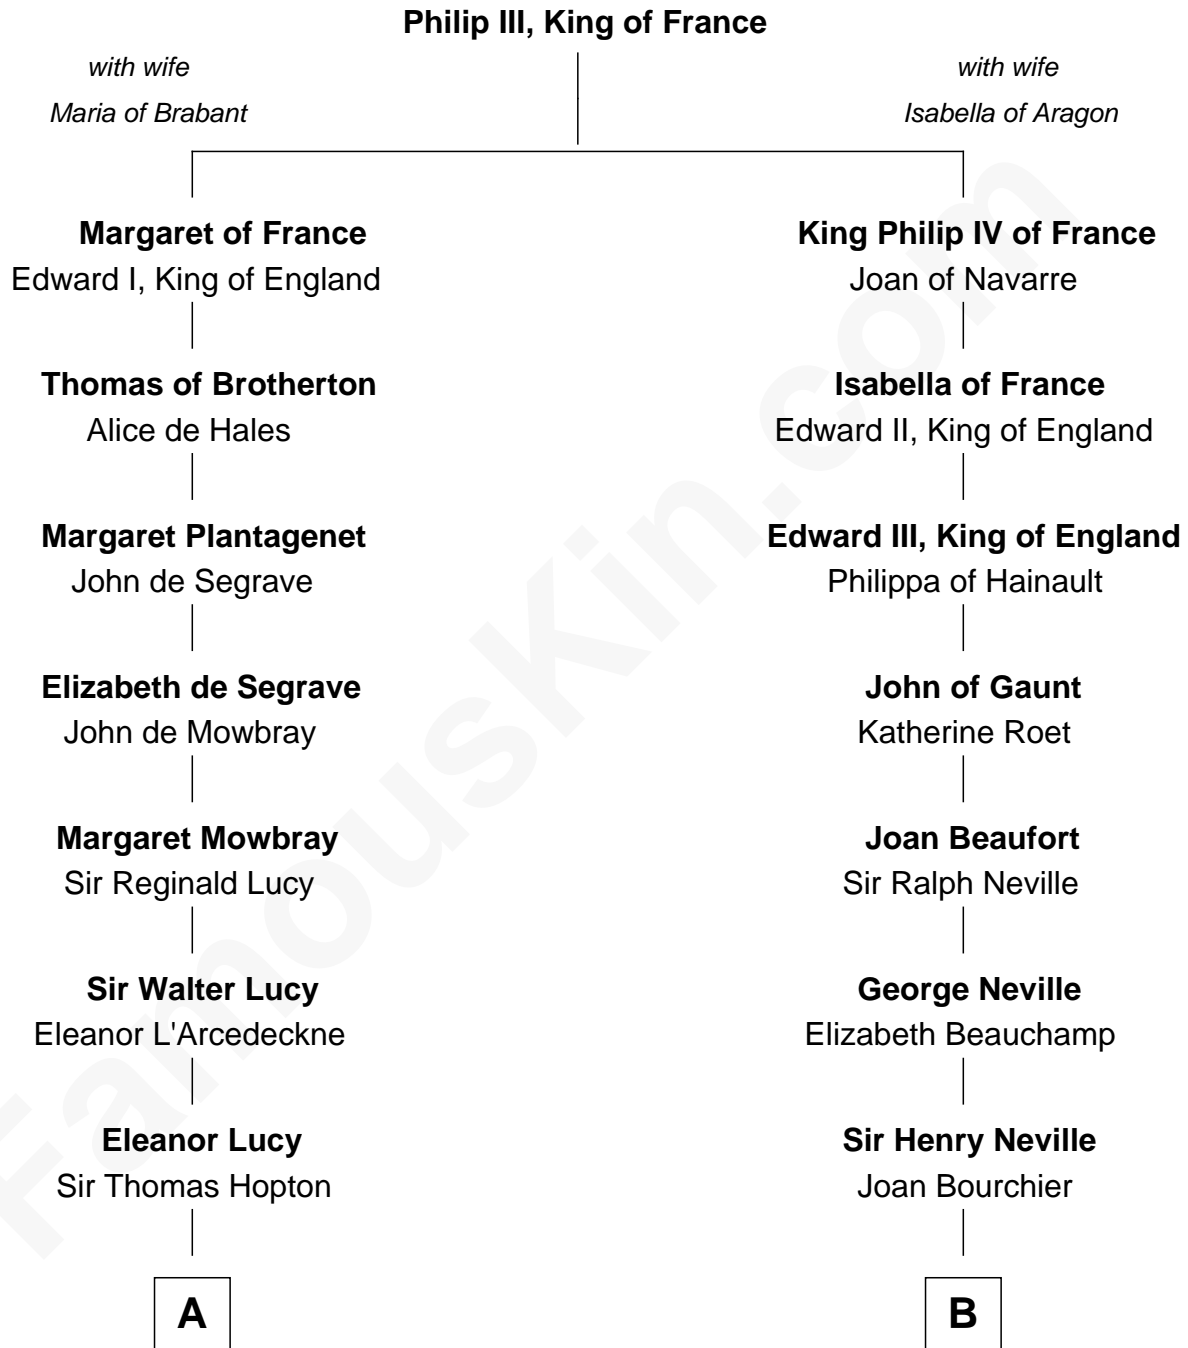 Philip III, King of France
with wife
Maria of Brabant
with wife
Isabella of Aragon
Margaret of France
Edward I, King of England
King Philip IV of France
Joan of Navarre
Thomas of Brotherton
Alice de Hales
Isabella of France
Edward II, King of England
Margaret Plantagenet
John de Segrave
Edward III, King of England
Philippa of Hainault
Elizabeth de Segrave
John de Mowbray
John of Gaunt
Katherine Roet
Margaret Mowbray
Sir Reginald Lucy
Joan Beaufort
Sir Ralph Neville
Sir Walter Lucy
Eleanor L'Arcedeckne
George Neville
Elizabeth Beauchamp
Eleanor Lucy
Sir Thomas Hopton
Sir Henry Neville
Joan Bourchier
A
B
FamousKin.com